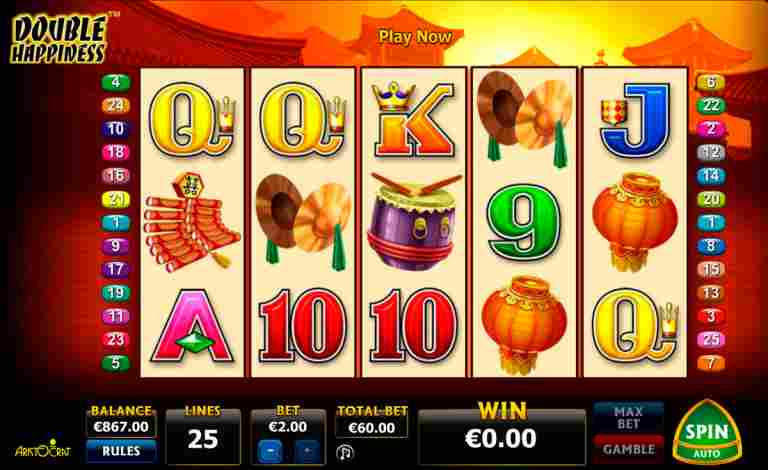 DOUBLE™
HAPPINESS
Play Now
4
24
10
18
16
21
1
9
17
19
11
23
5
Q Q K J
9
A 10 10 Q
6
22
2
12
14
20
1
8
15
13
3
25
7
BALANCE
€867.00
RULES
LINES
25
BET
€2.00
- +
TOTAL BET
€60.00
WIN
€0.00
MAX
BET
GAMBLE
SPIN
AUTO
ARISTOCRAT